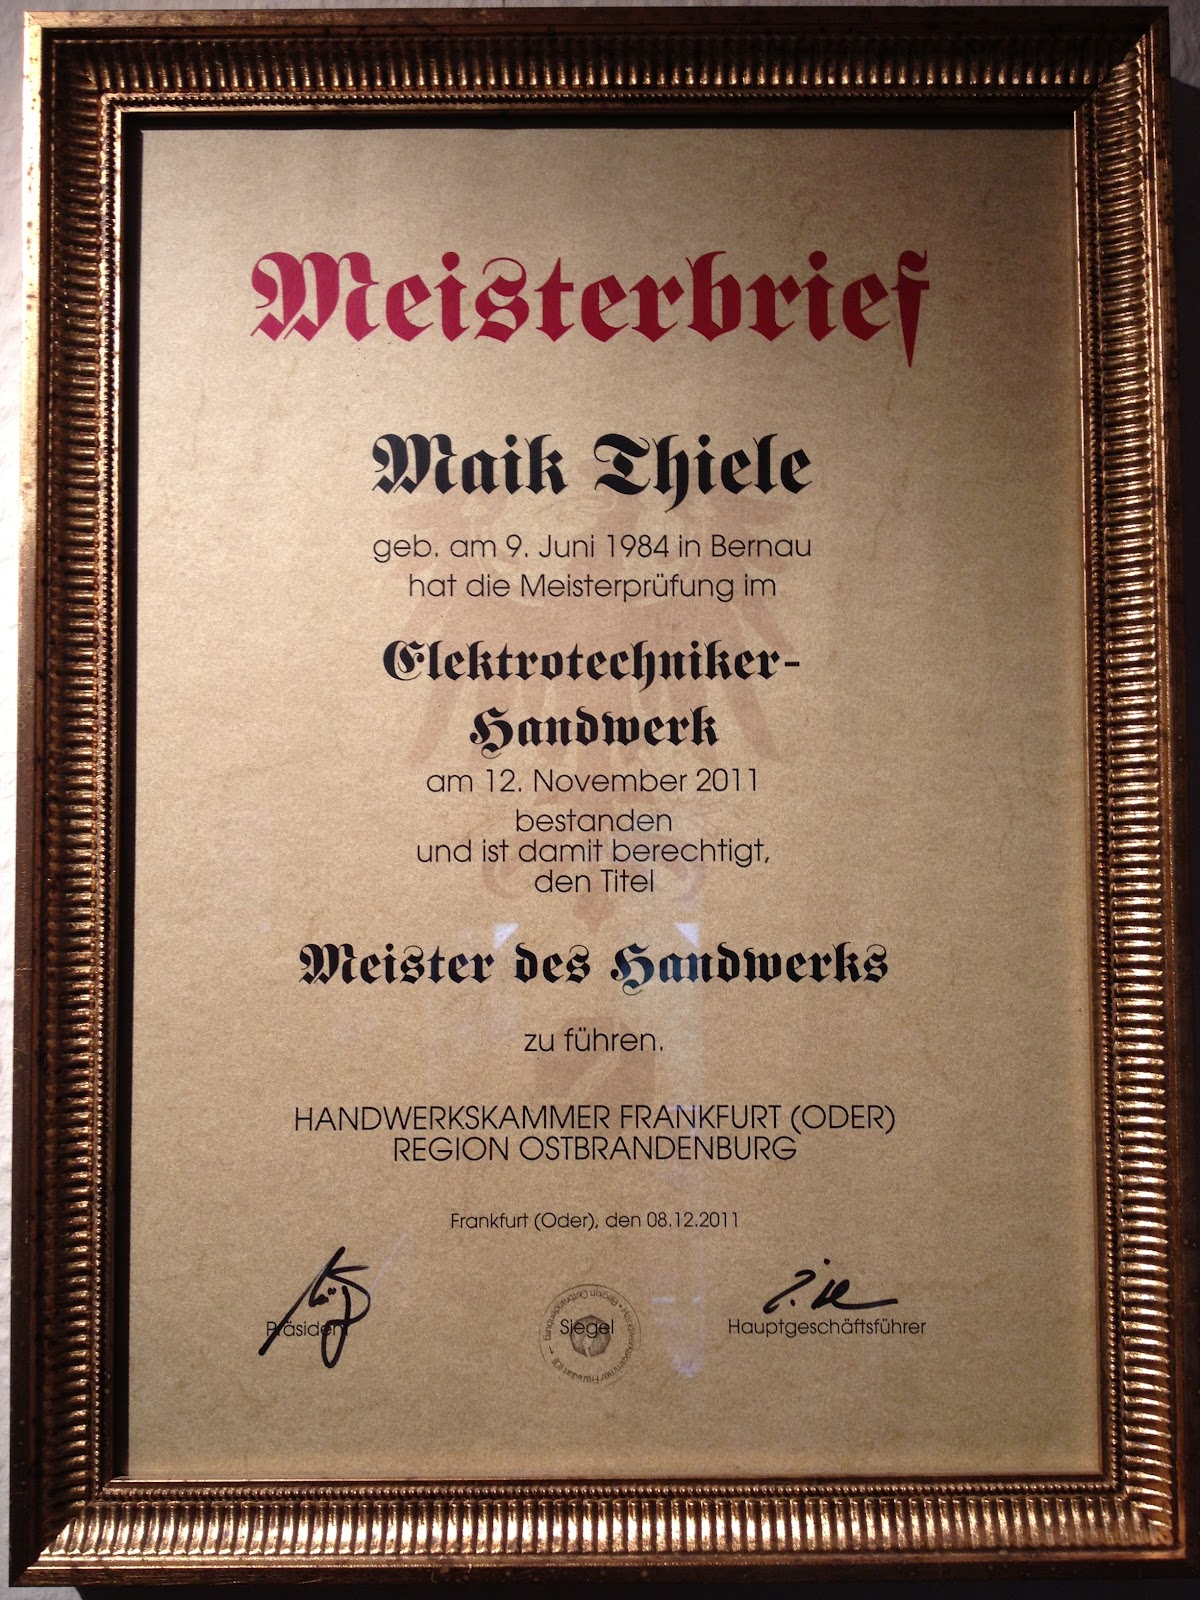 Meisterbrief
Maik Thiele
geb. am 9. Juni 1984 in Bernau
hat die Meisterprüfung im
Elektrotechniker-
Handwerk
am 12. November 2011
bestanden
und ist damit berechtigt,
den Titel
Meister des Handwerks
zu führen.
HANDWERKSKAMMER FRANKFURT (ODER)
REGION OSTBRANDENBURG
Frankfurt (Oder), den 08.12.2011
Präsident
Siegel
Hauptgeschäftsführer